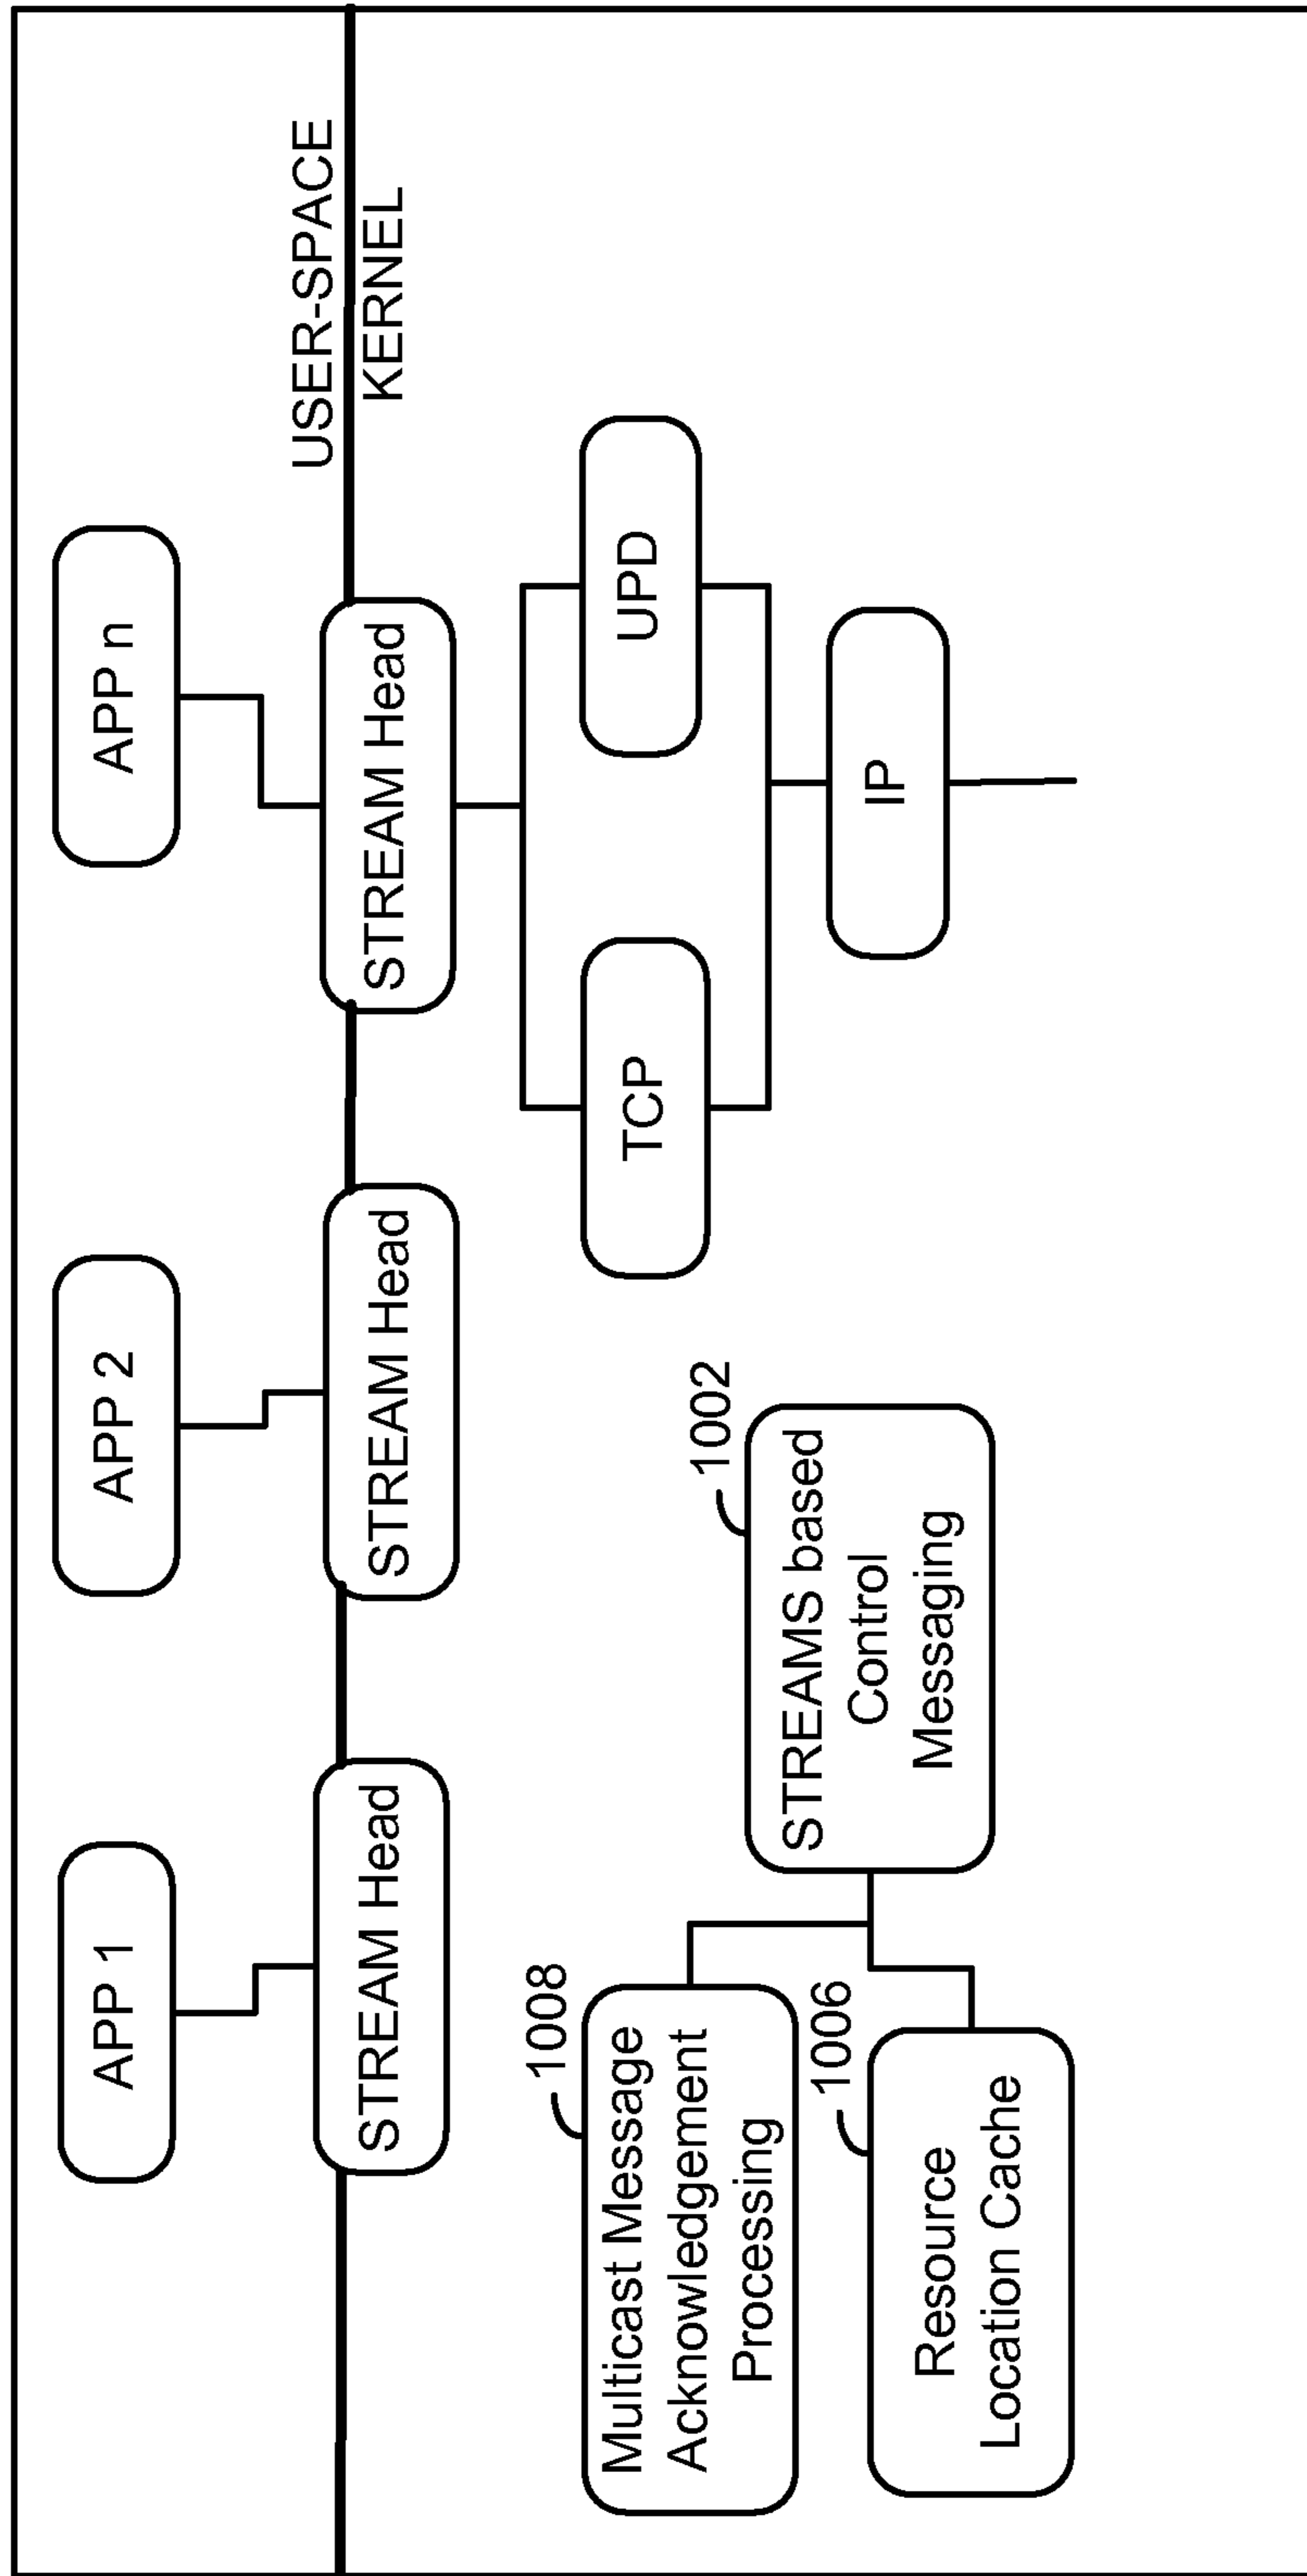 APP 1
APP 2
APP n
USER-SPACE
KERNEL
STREAM Head
STREAM Head
STREAM Head
1008
Multicast Message
Acknowledgement
Processing
1006
Resource
Location Cache
1002
STREAMS based
Control
Messaging
TCP
UPD
IP